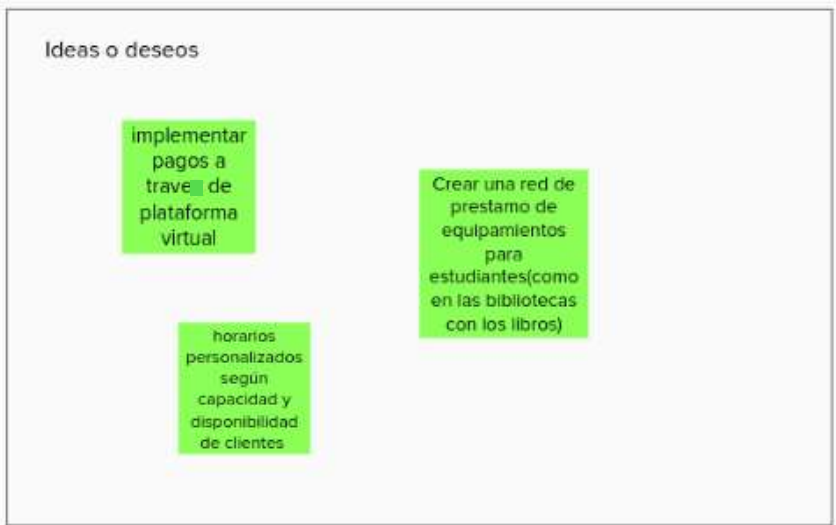 Ideas o deseos
implementar
pagos a
trave de
plataforma
virtual
Crear una red de
prestamo de
equipamientos
para
estudiantes(como
en las bibliotecas
con los libros)
horarios
personalizados
según
capacidad y
disponibilidad
de clientes